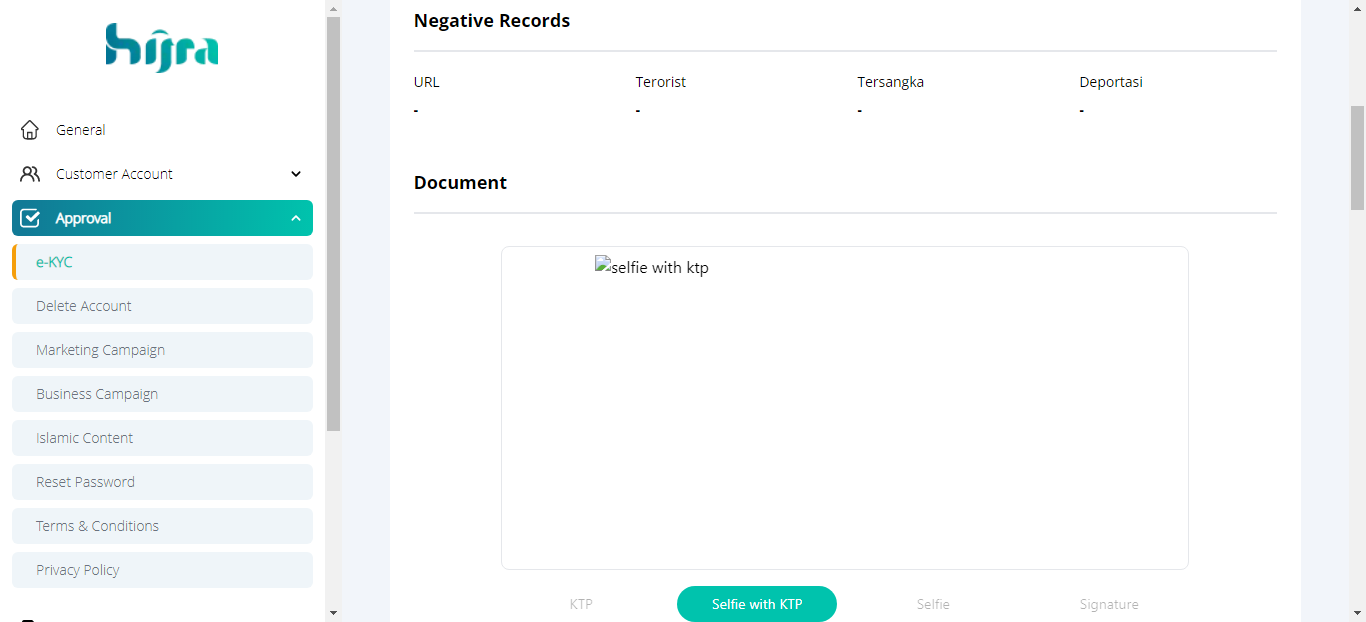 hijra
General
Customer Account
Approval
e-KYC
Delete Account
Marketing Campaign
Business Campaign
Islamic Content
Reset Password
Terms & Conditions
Privacy Policy
Negative Records
URL Terorist Tersangka Deportasi
- - - -
Document
selfie with ktp
KTP Selfie with KTP Selfie Signature